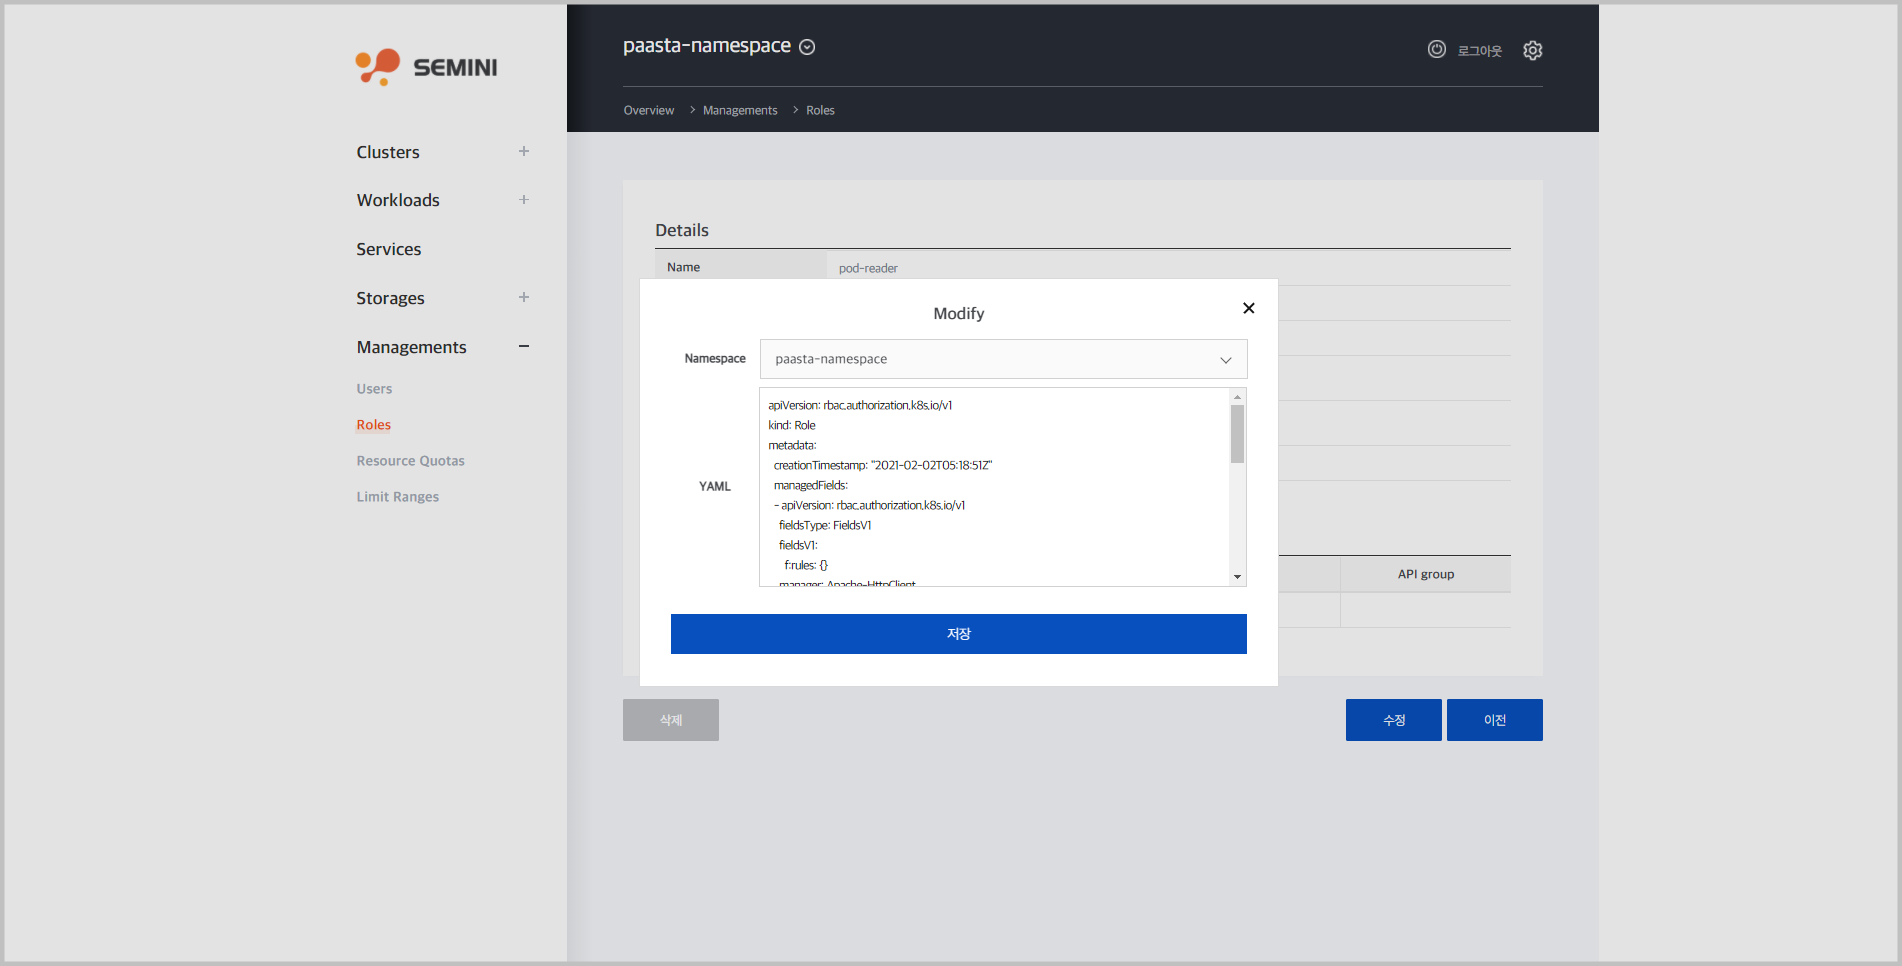 SEMINI
paasta-namespace
로그아웃
Overview > Managements > Roles
Clusters
Workloads
Services
Storages
Managements
Users
Roles
Resource Quotas
Limit Ranges
Details
Name pod-reader
Modify
Namespace paasta-namespace
YAML
apiVersion: rbac.authorization.k8s.io/v1
kind: Role
metadata:
creationTimestamp: "2021-02-02T05:18:51Z"
managedFields:
- apiVersion: rbac.authorization.k8s.io/v1
fieldsType: FieldsV1
fieldsV1:
f:rules: {}
manager: Apache-HttpClient
API group
저장
삭제
수정
이전